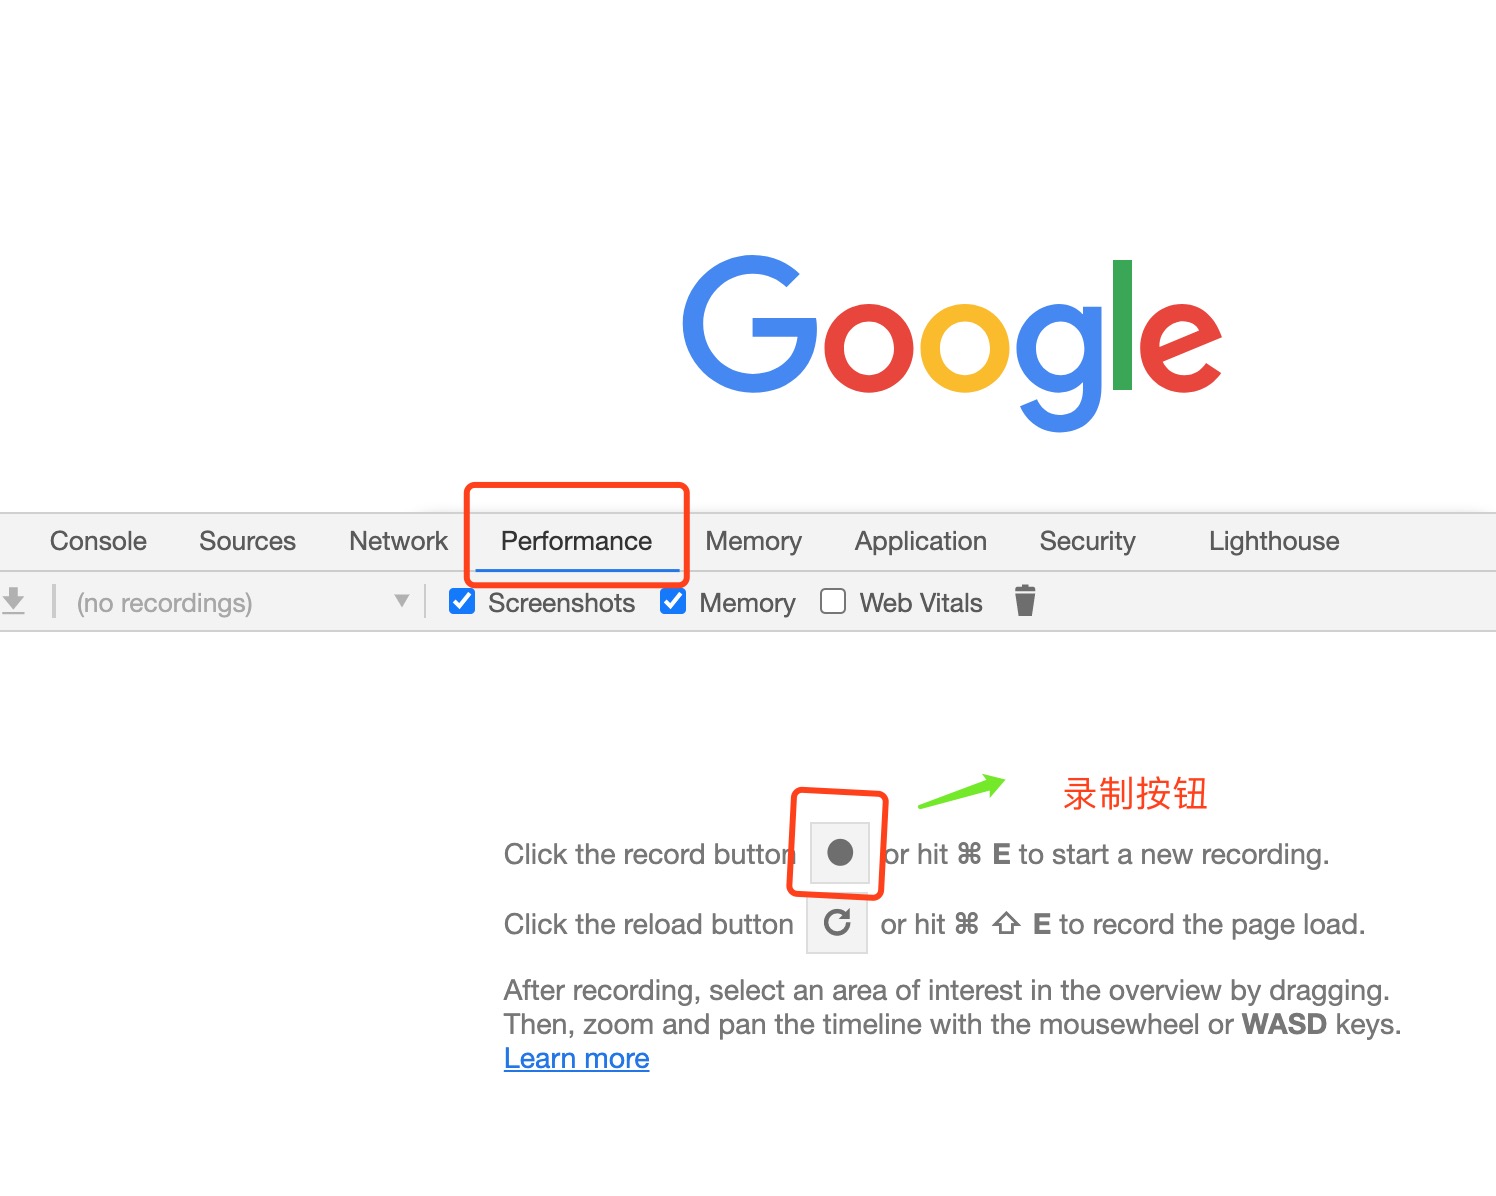 Google
Console Sources Network Performance Memory Application Security Lighthouse
(no recordings) Screenshots Memory Web Vitals
录制按钮
Click the record button or hit ⌘ E to start a new recording.
Click the reload button or hit ⌘ ⇧ E to record the page load.
After recording, select an area of interest in the overview by dragging.
Then, zoom and pan the timeline with the mousewheel or WASD keys.
Learn more